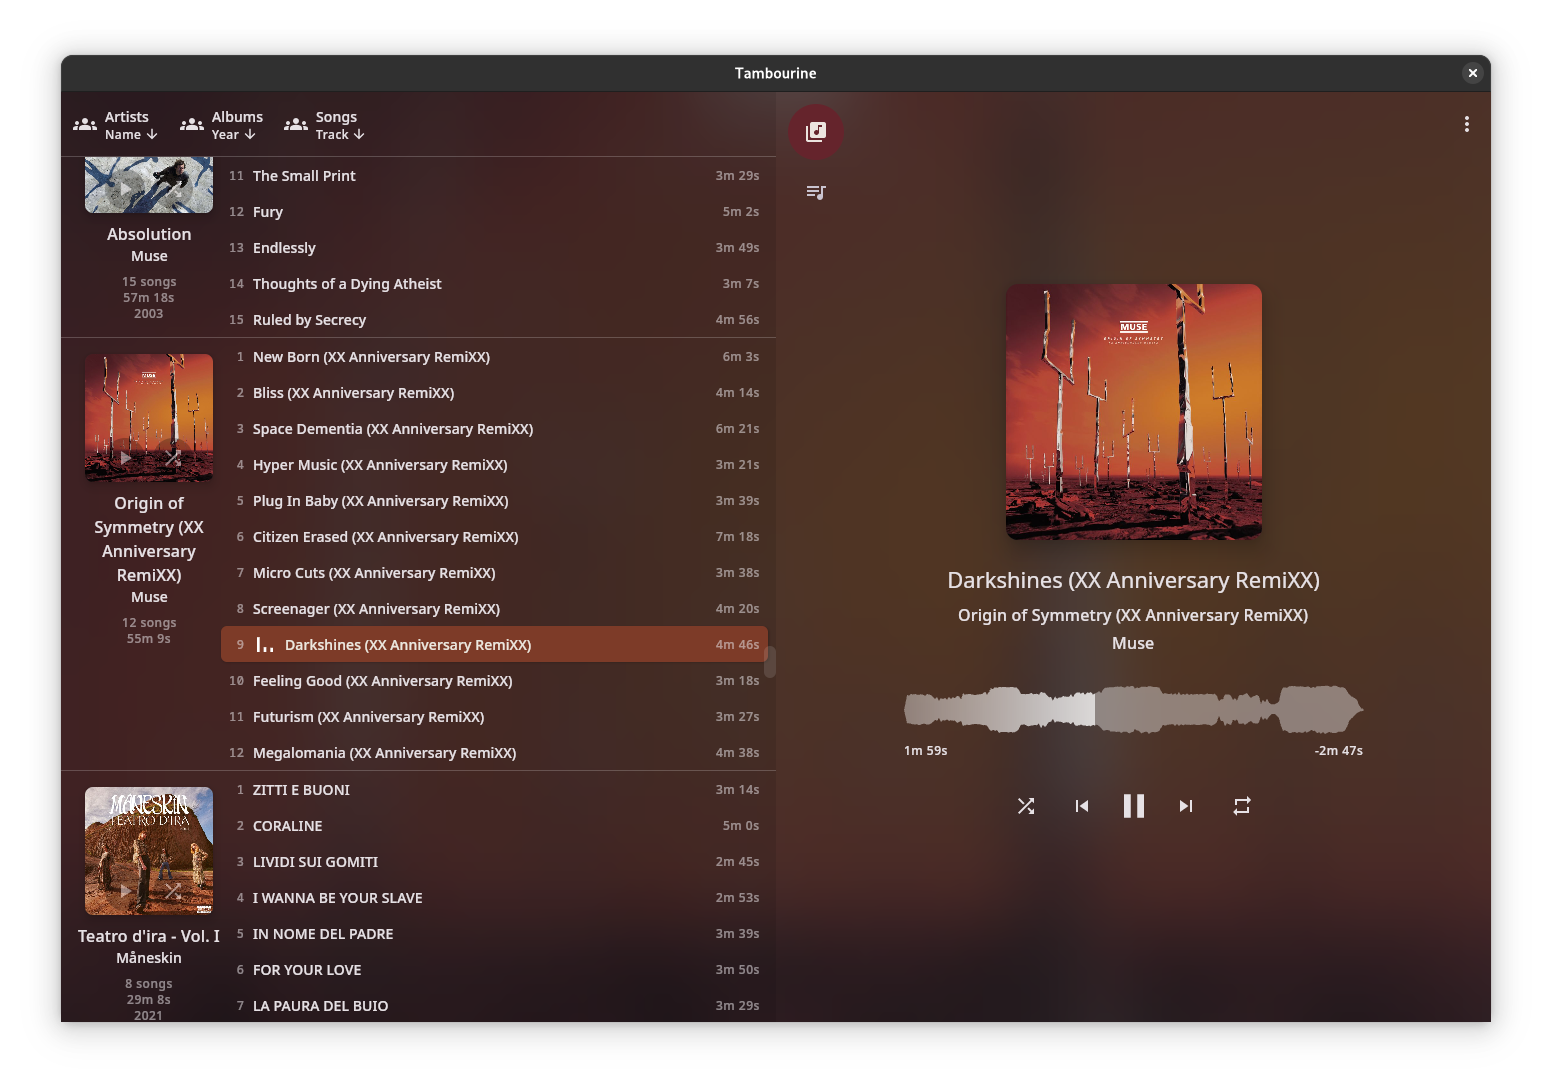 Tambourine
Artists
Name
Albums
Year
Songs
Track
Absolution
Muse
15 songs
57m 18s
2003
11 The Small Print 3m 29s
12 Fury 5m 2s
13 Endlessly 3m 49s
14 Thoughts of a Dying Atheist 3m 7s
15 Ruled by Secrecy 4m 56s
MUSE
Origin of
Symmetry (XX
Anniversary
RemiXX)
Muse
12 songs
55m 9s
1 New Born (XX Anniversary RemiXX) 6m 3s
2 Bliss (XX Anniversary RemiXX) 4m 14s
3 Space Dementia (XX Anniversary RemiXX) 6m 21s
4 Hyper Music (XX Anniversary RemiXX) 3m 21s
5 Plug In Baby (XX Anniversary RemiXX) 3m 39s
6 Citizen Erased (XX Anniversary RemiXX) 7m 18s
7 Micro Cuts (XX Anniversary RemiXX) 3m 38s
8 Screenager (XX Anniversary RemiXX) 4m 20s
9 Darkshines (XX Anniversary RemiXX) 4m 46s
10 Feeling Good (XX Anniversary RemiXX) 3m 18s
11 Futurism (XX Anniversary RemiXX) 3m 27s
12 Megalomania (XX Anniversary RemiXX) 4m 38s
MÅNESKIN
TEATRO D'IRA
Teatro d'ira - Vol. I
Måneskin
8 songs
29m 8s
2021
1 ZITTI E BUONI 3m 14s
2 CORALINE 5m 0s
3 LIVIDI SUI GOMITI 2m 45s
4 I WANNA BE YOUR SLAVE 2m 53s
5 IN NOME DEL PADRE 3m 39s
6 FOR YOUR LOVE 3m 50s
7 LA PAURA DEL BUIO 3m 29s
MUSE
ORIGIN OF SYMMETRY
Darkshines (XX Anniversary RemiXX)
Origin of Symmetry (XX Anniversary RemiXX)
Muse
1m 59s
-2m 47s